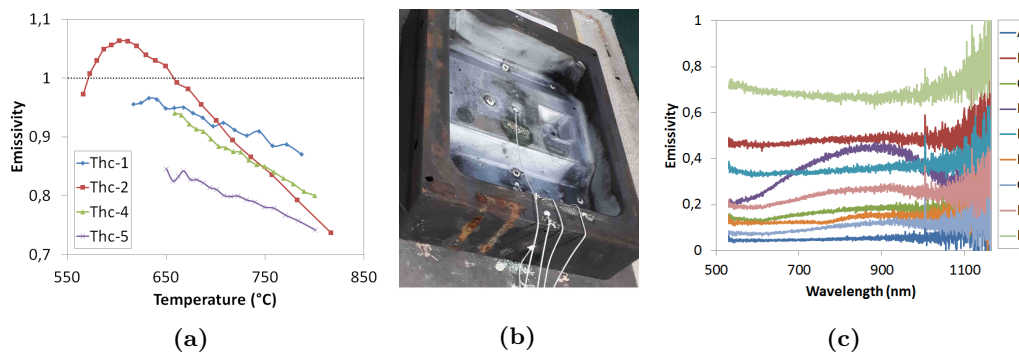 1,1
1
0,9
0,8
0,7
Emissivity
Thc-1
Thc-2
Thc-4
Thc-5
550
650
750
850
Temperature (°C)
(a)
(b)
1
0,8
0,6
0,4
0,2
0
Emissivity
500
700
900
1100
Wavelength (nm)
(c)